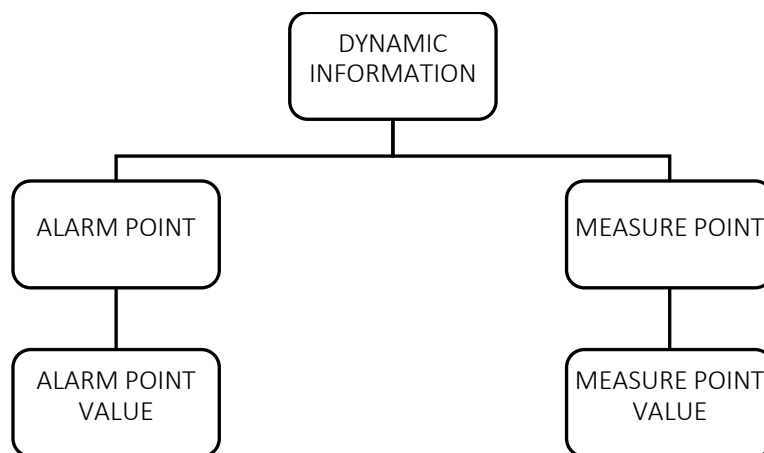 DYNAMIC
INFORMATION
ALARM POINT
MEASURE POINT
ALARM POINT
VALUE
MEASURE POINT
VALUE